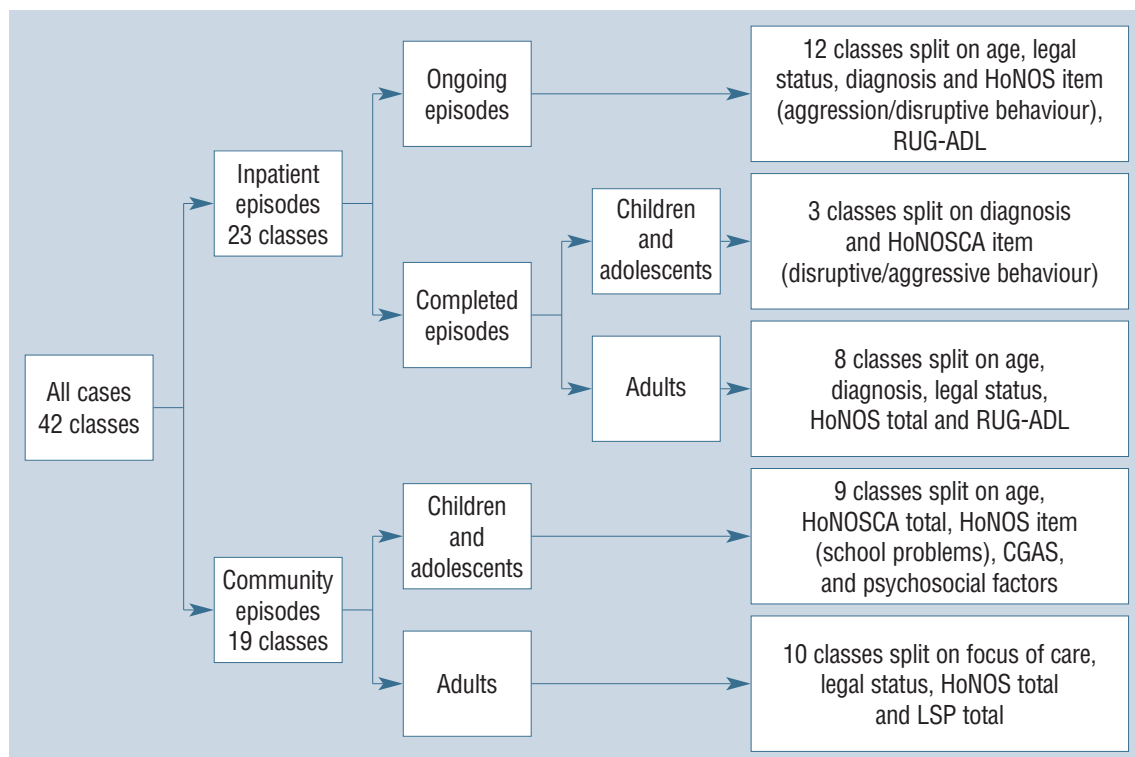 All cases
42 classes
Inpatient
episodes
23 classes
Community
episodes
19 classes
Ongoing
episodes
Completed
episodes
Children
and
adolescents
Adults
Children
and
adolescents
Adults
12 classes split on age, legal
status, diagnosis and HoNOS item
(aggression/disruptive behaviour),
RUG-ADL
3 classes split on diagnosis
and HoNOSCA item
(disruptive/aggressive behaviour)
8 classes split on age,
diagnosis, legal status,
HoNOS total and RUG-ADL
9 classes split on age,
HoNOSCA total, HoNOS item
(school problems), CGAS,
and psychosocial factors
10 classes split on focus of care,
legal status, HoNOS total
and LSP total